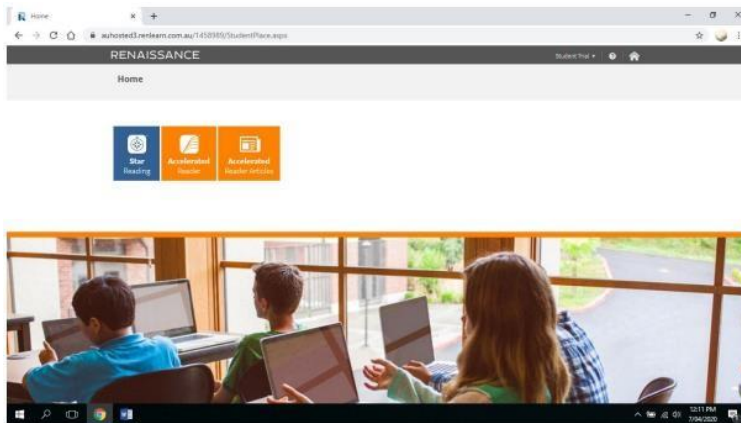 Home
auhosted3.renlearn.com.au/1458989/StudentPlace.aspx
RENAISSANCE
Student Trial
Home
Star
Reading
Accelerated
Reader
Accelerated
Reader Articles
12:11 PM
7/04/2020